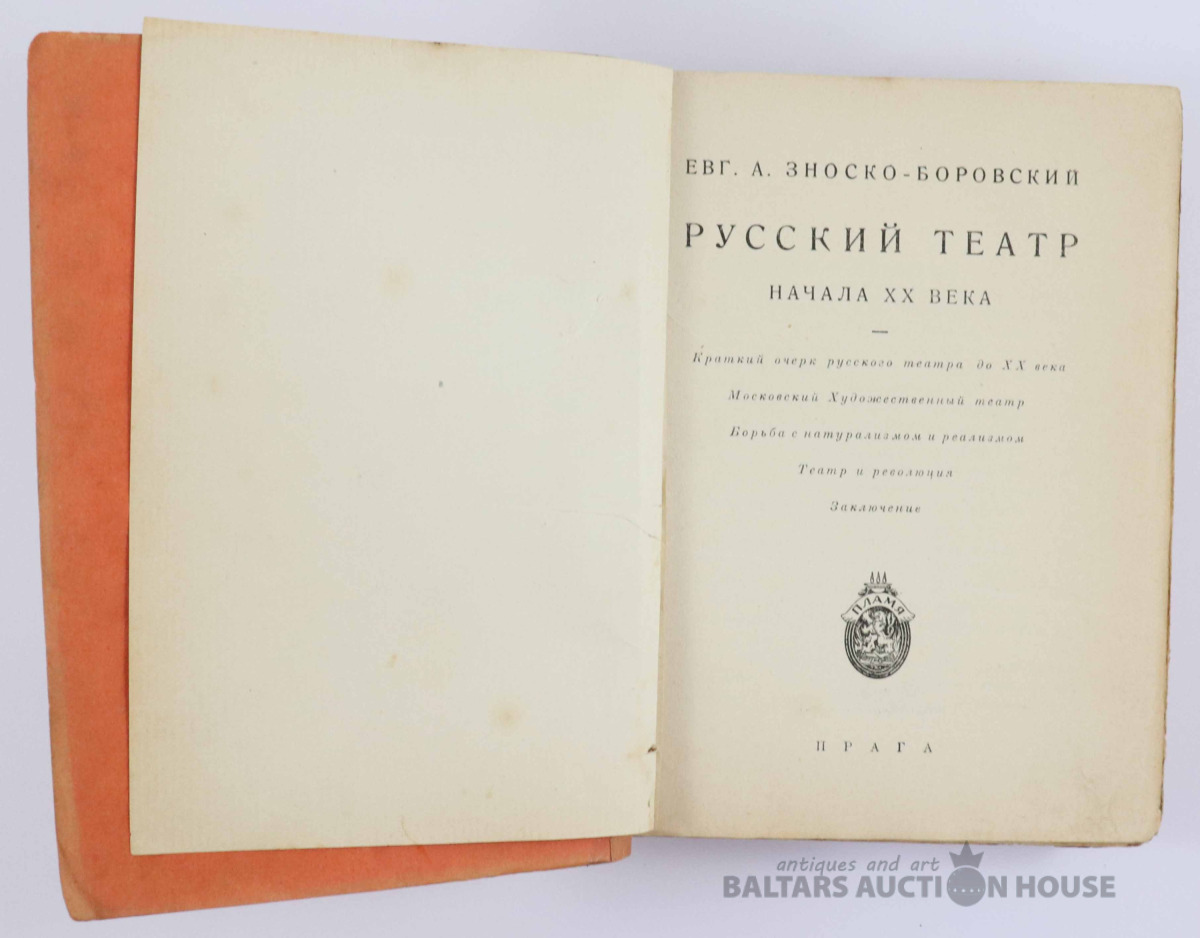 ЕВГ. А. ЗНОСКО-БОРОВСКИЙ
РУССКИЙ ТЕАТР
НАЧАЛА XX ВЕКА
Краткий очерк русского театра до XX века
Московский Художественный театр
Борьба с натурализмом и реализмом
Театр и революция
Заключение
ПЛАМЯ
ПРАГА
antiques and art
BALTARS AUCTION HOUSE